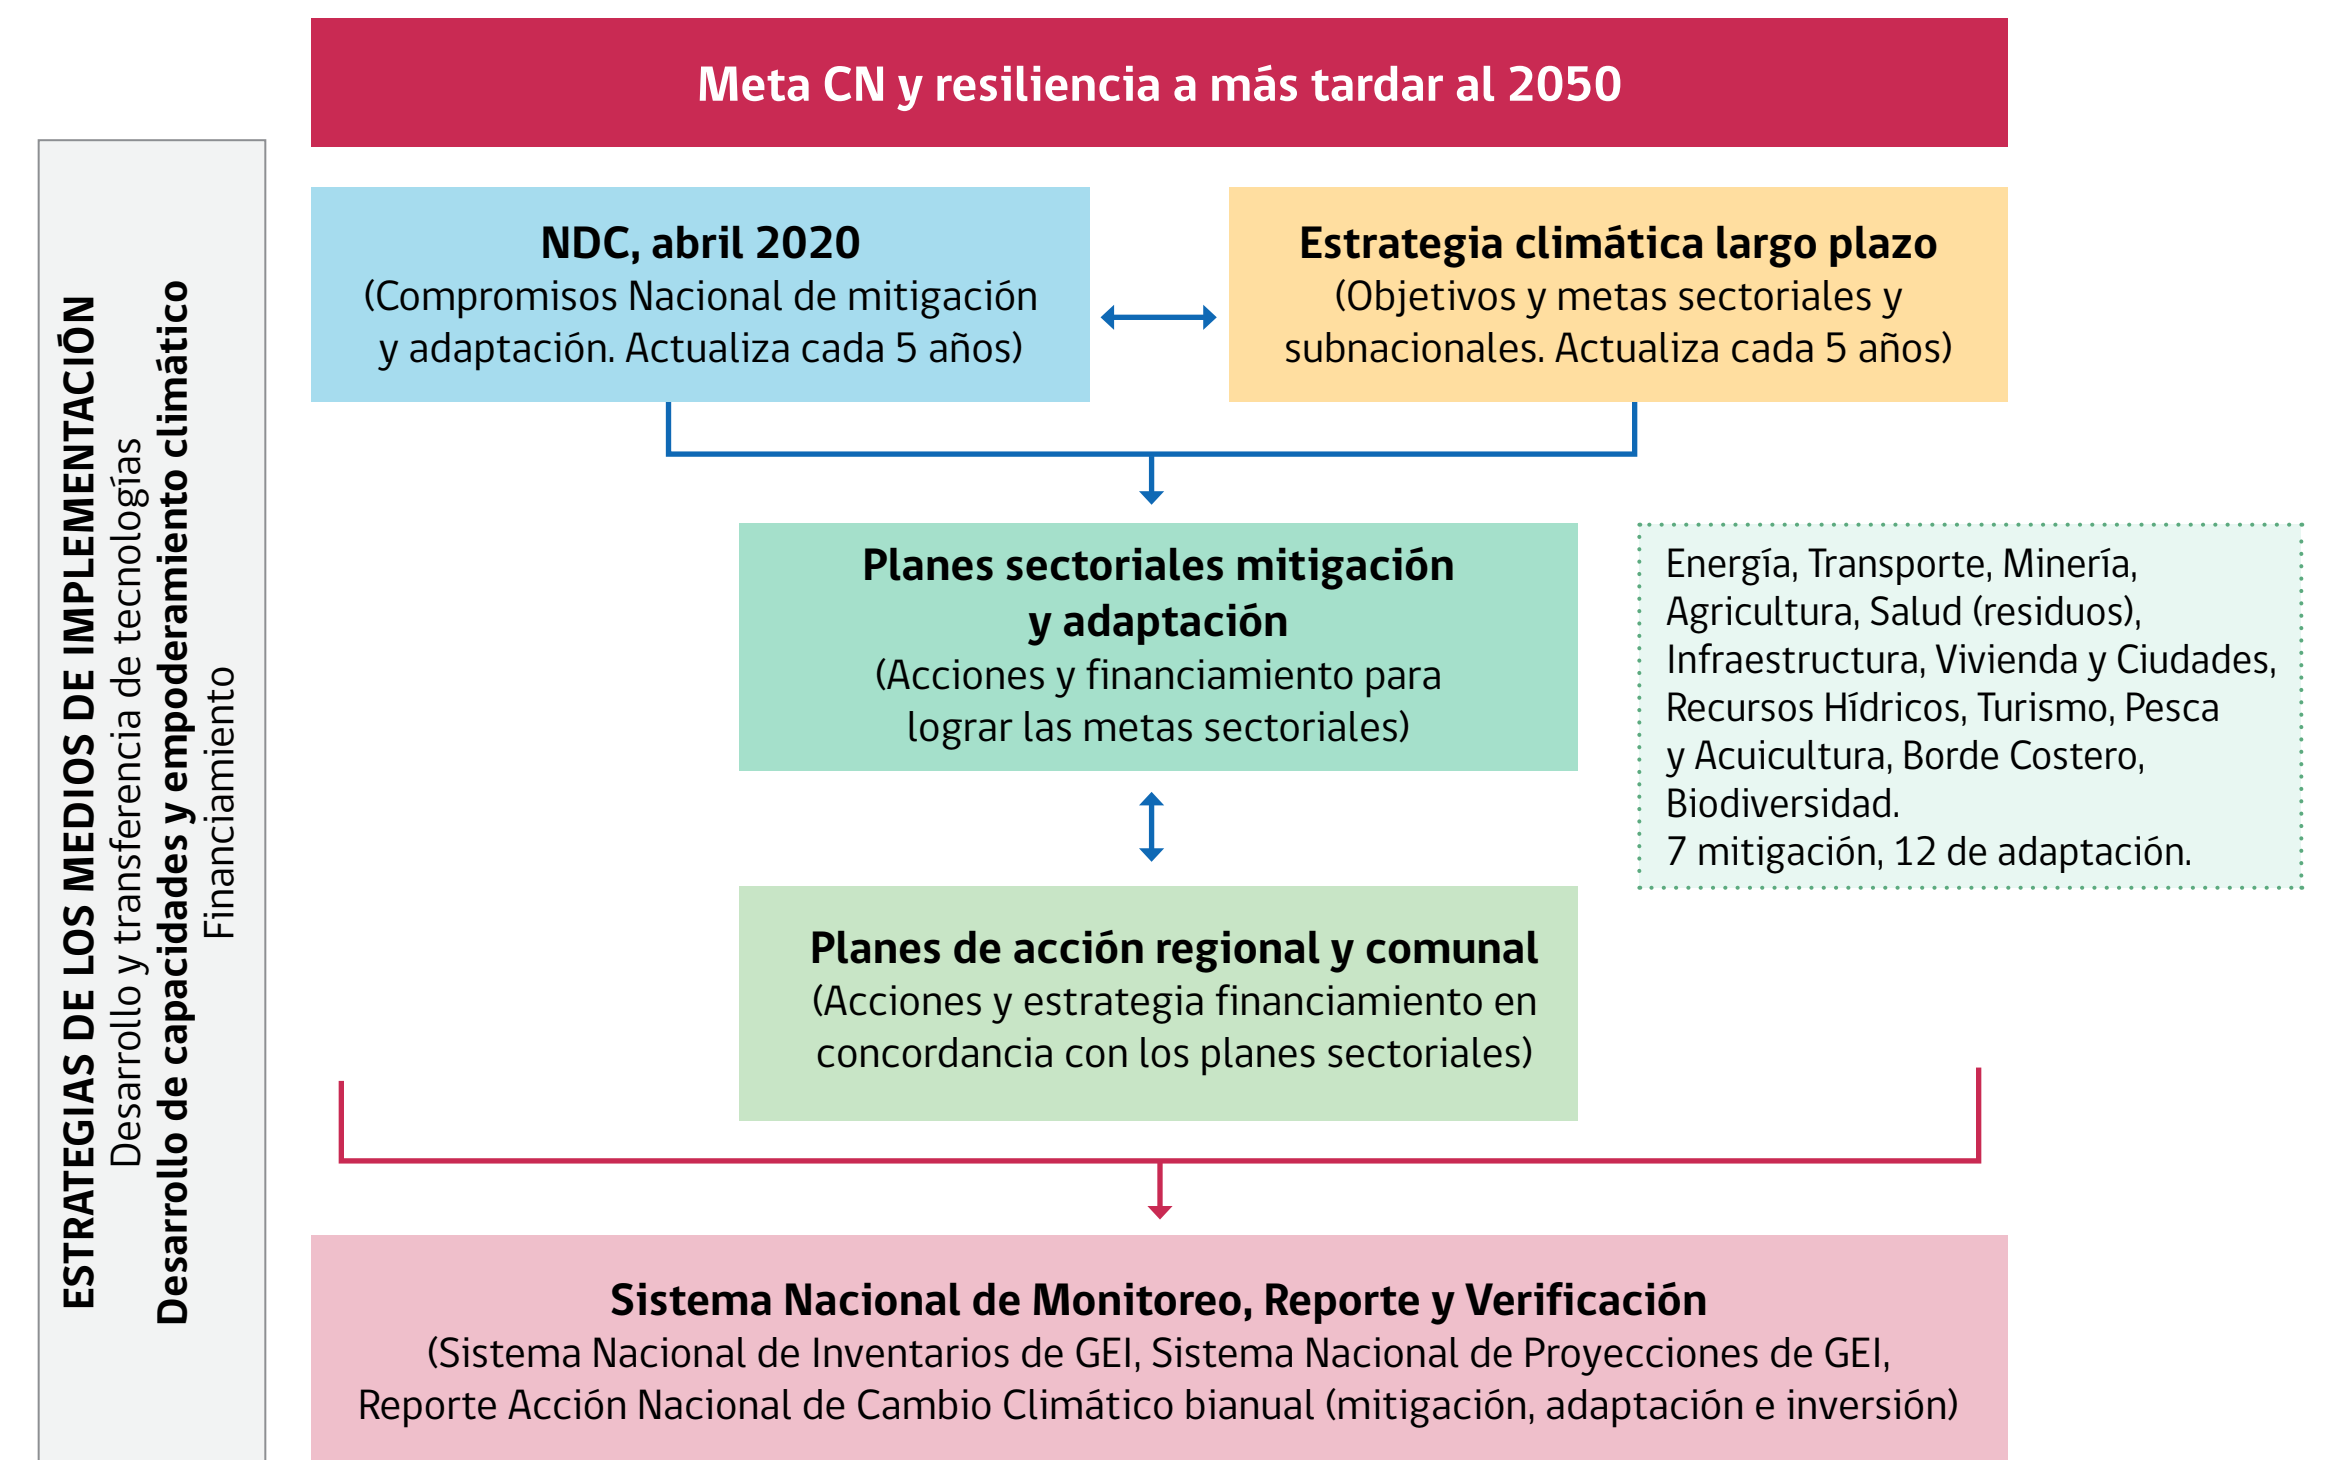 Meta CN y resiliencia a más tardar al 2050
ESTRATEGIAS DE LOS MEDIOS DE IMPLEMENTACIÓN
Desarrollo y transferencia de tecnologías
Desarrollo de capacidades y empoderamiento climático
Financiamiento
NDC, abril 2020
(Compromisos Nacional de mitigación
y adaptación. Actualiza cada 5 años)
Estrategia climática largo plazo
(Objetivos y metas sectoriales y
subnacionales. Actualiza cada 5 años)
Planes sectoriales mitigación
y adaptación
(Acciones y financiamiento para
lograr las metas sectoriales)
Energía, Transporte, Minería,
Agricultura, Salud (residuos),
Infraestructura, Vivienda y Ciudades,
Recursos Hídricos, Turismo, Pesca
y Acuicultura, Borde Costero,
Biodiversidad.
7 mitigación, 12 de adaptación.
Planes de acción regional y comunal
(Acciones y estrategia financiamiento en
concordancia con los planes sectoriales)
Sistema Nacional de Monitoreo, Reporte y Verificación
(Sistema Nacional de Inventarios de GEI, Sistema Nacional de Proyecciones de GEI,
Reporte Acción Nacional de Cambio Climático bianual (mitigación, adaptación e inversión)